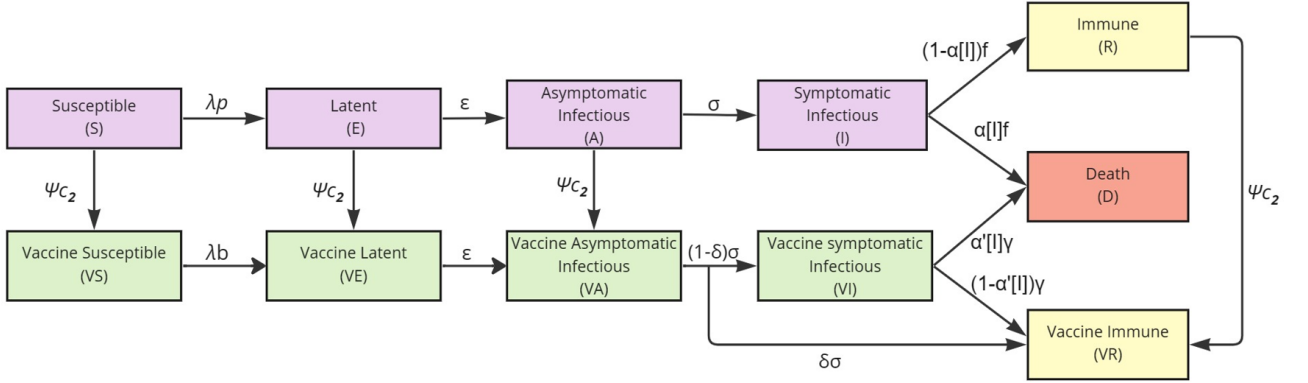 Immune
(R)
(1-α[I])f
Susceptible
(S)
λp
Latent
(E)
ε
Asymptomatic
Infectious
(A)
σ
Symptomatic
Infectious
(I)
α[I]f
Death
(D)
ψc₂
ψc₂
ψc₂
ψc₂
Vaccine Susceptible
(VS)
λb
Vaccine Latent
(VE)
ε
Vaccine Asymptomatic
Infectious
(VA)
(1-δ)σ
Vaccine symptomatic
Infectious
(VI)
α'[I]γ
(1-α'[I])γ
Vaccine Immune
(VR)
δσ